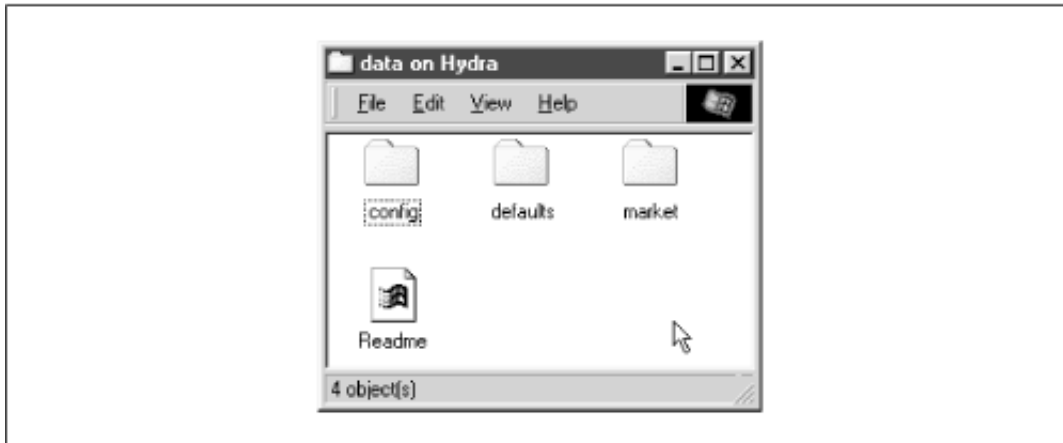 data on Hydra
File Edit View Help
config defaults market
Readme
4 object(s)